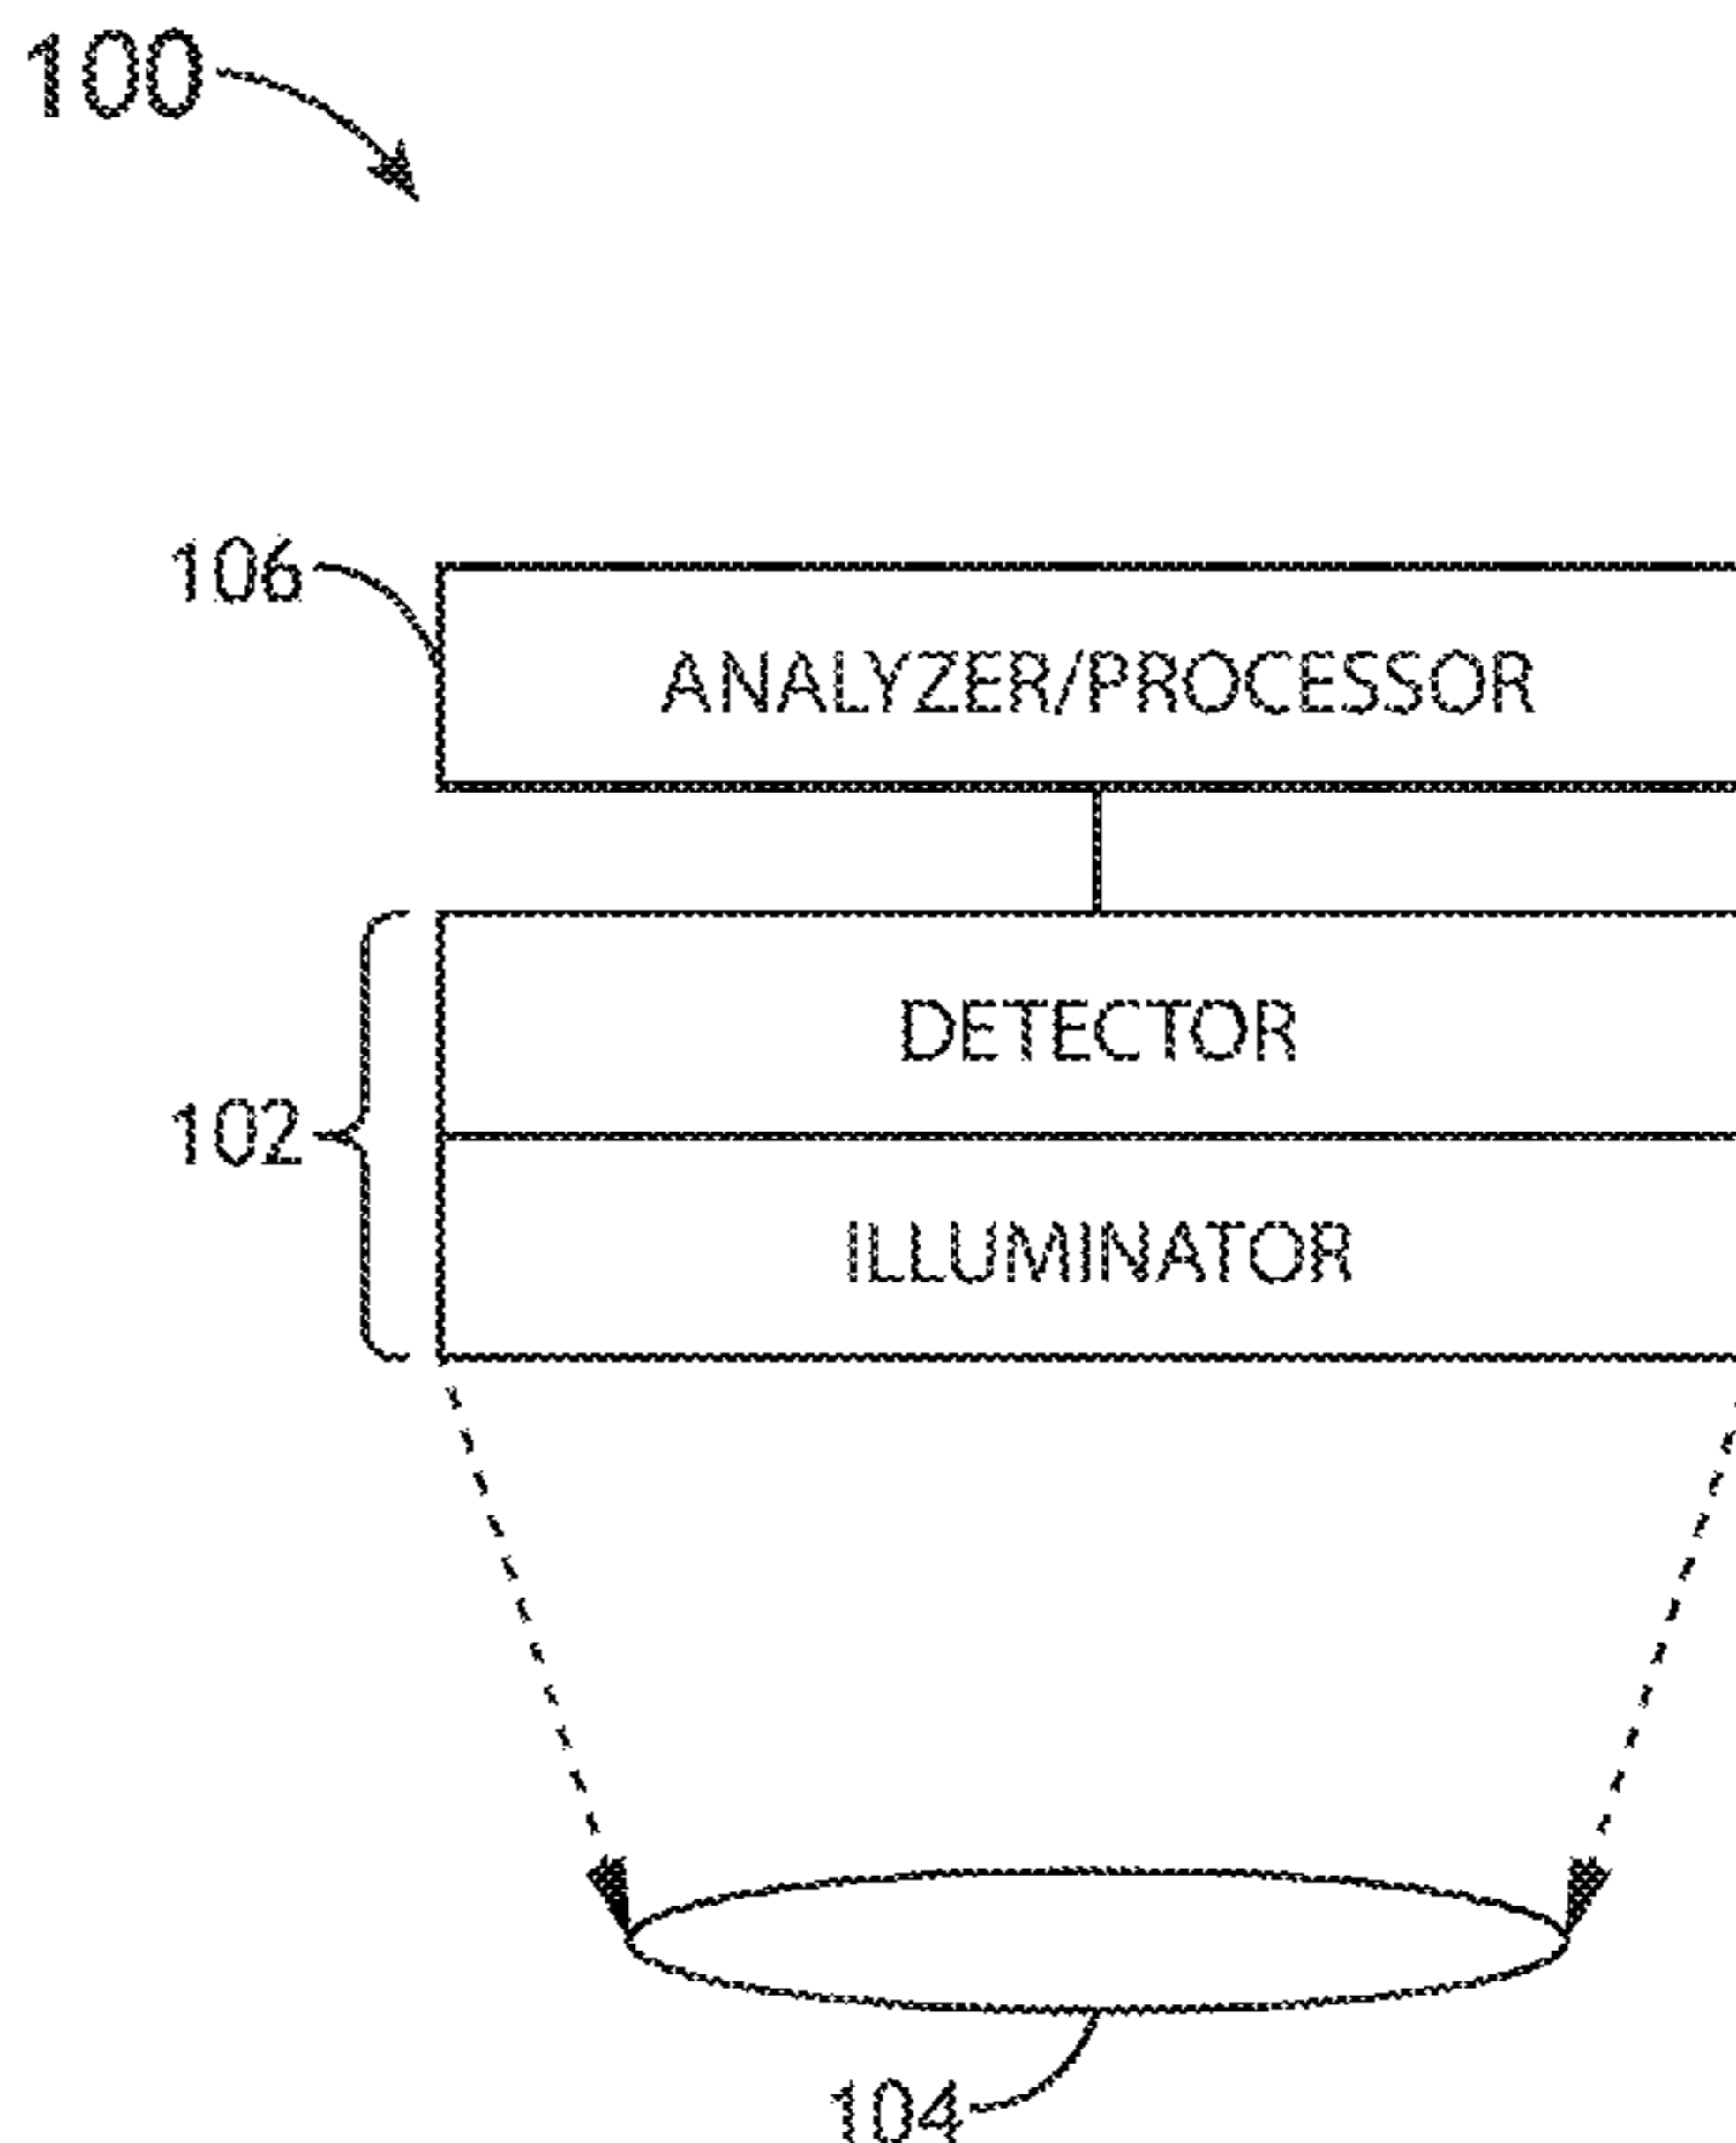 100
106
ANALYZER/PROCESSOR
DETECTOR
102
ILLUMINATOR
104